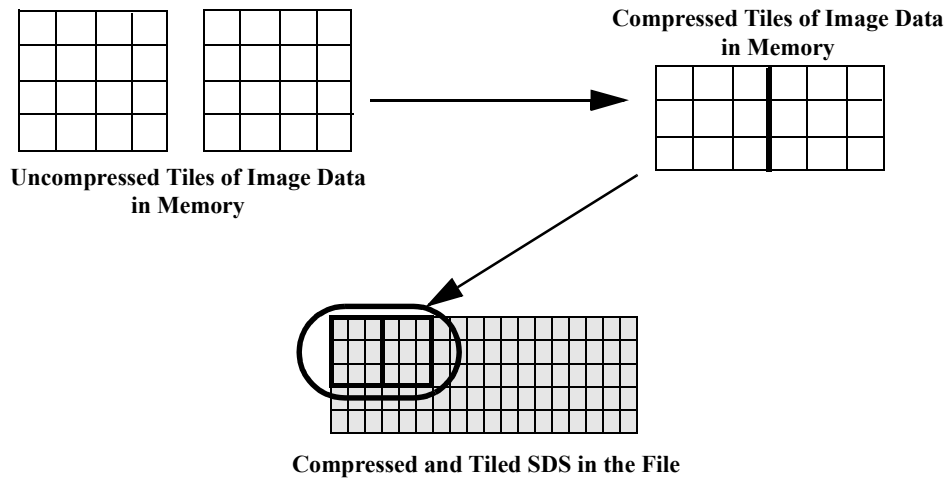 Compressed Tiles of Image Data
in Memory
Uncompressed Tiles of Image Data
in Memory
Compressed and Tiled SDS in the File